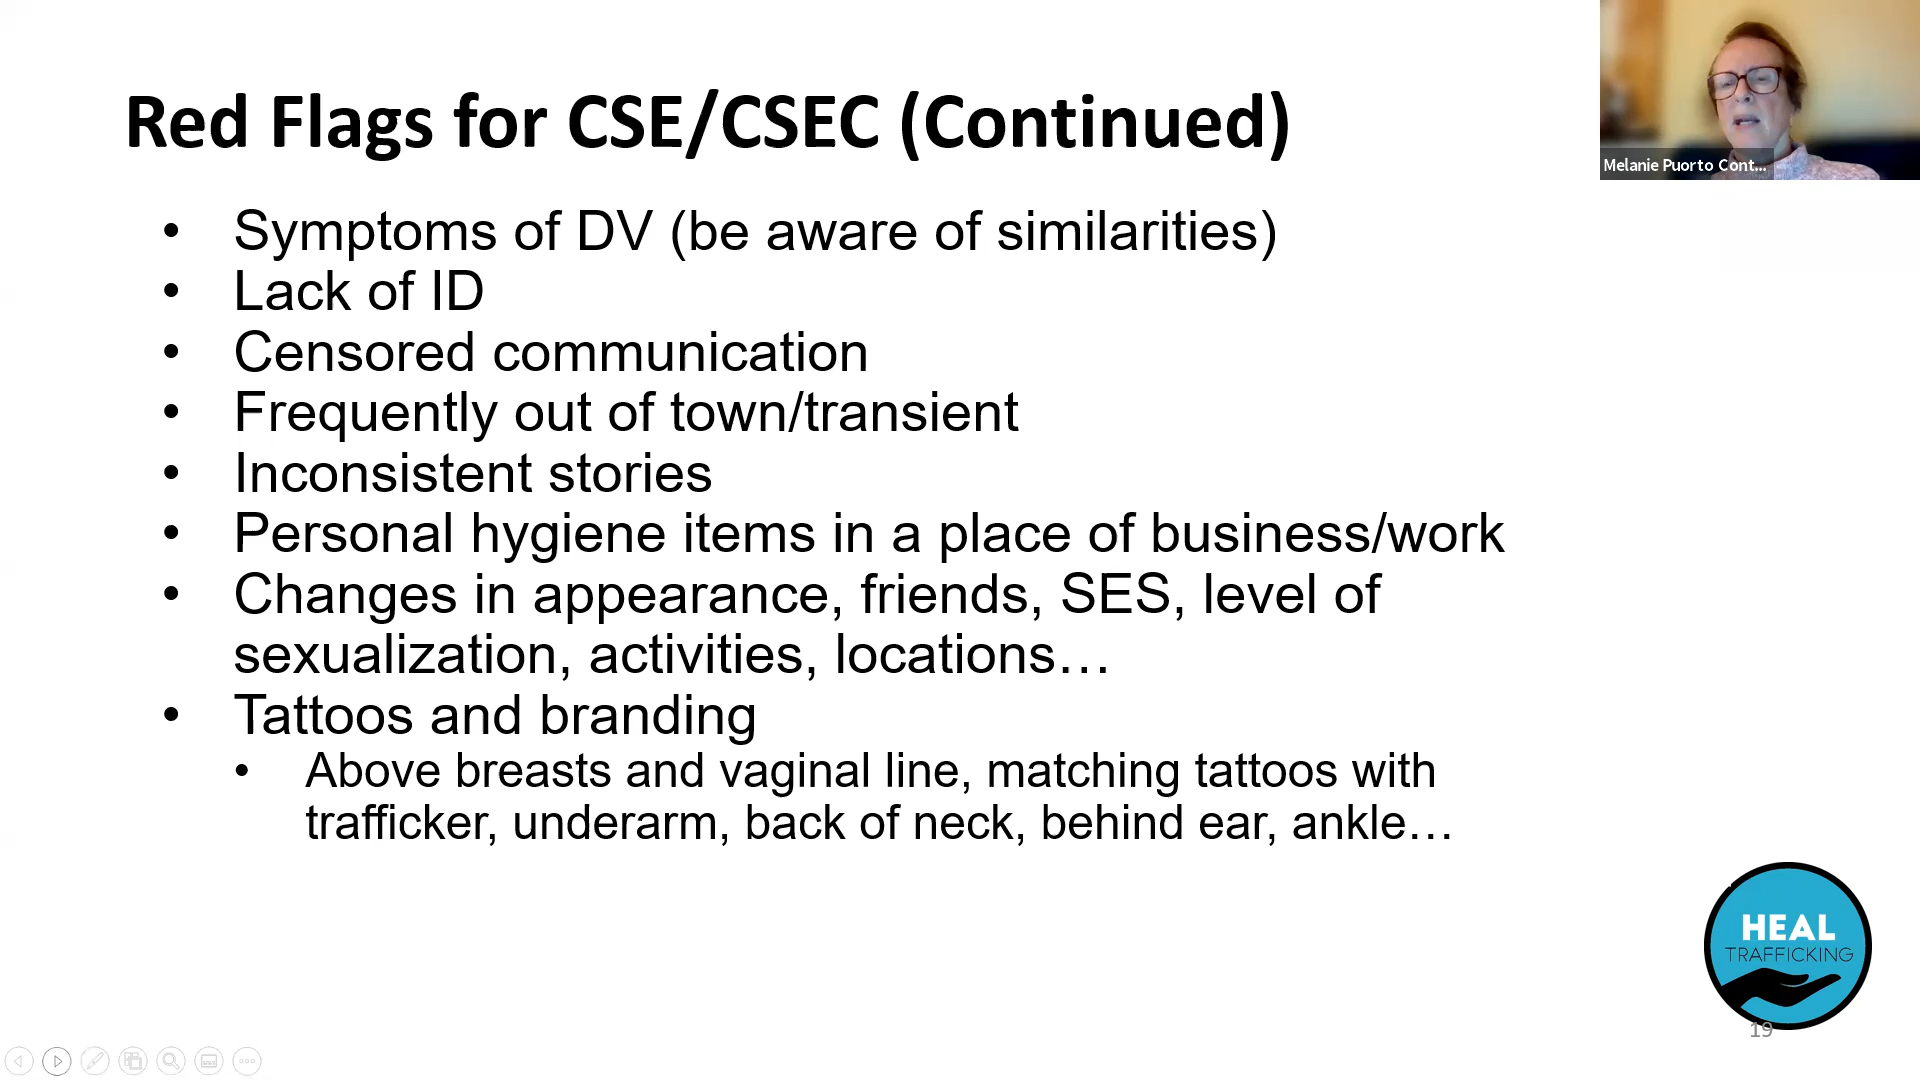 Red Flags for CSE/CSEC (Continued)
Melanie Puorto Cont...
• Symptoms of DV (be aware of similarities)
• Lack of ID
• Censored communication
• Frequently out of town/transient
• Inconsistent stories
• Personal hygiene items in a place of business/work
• Changes in appearance, friends, SES, level of
sexualization, activities, locations…
• Tattoos and branding
• Above breasts and vaginal line, matching tattoos with
trafficker, underarm, back of neck, behind ear, ankle…
HEAL
TRAFFICKING
19